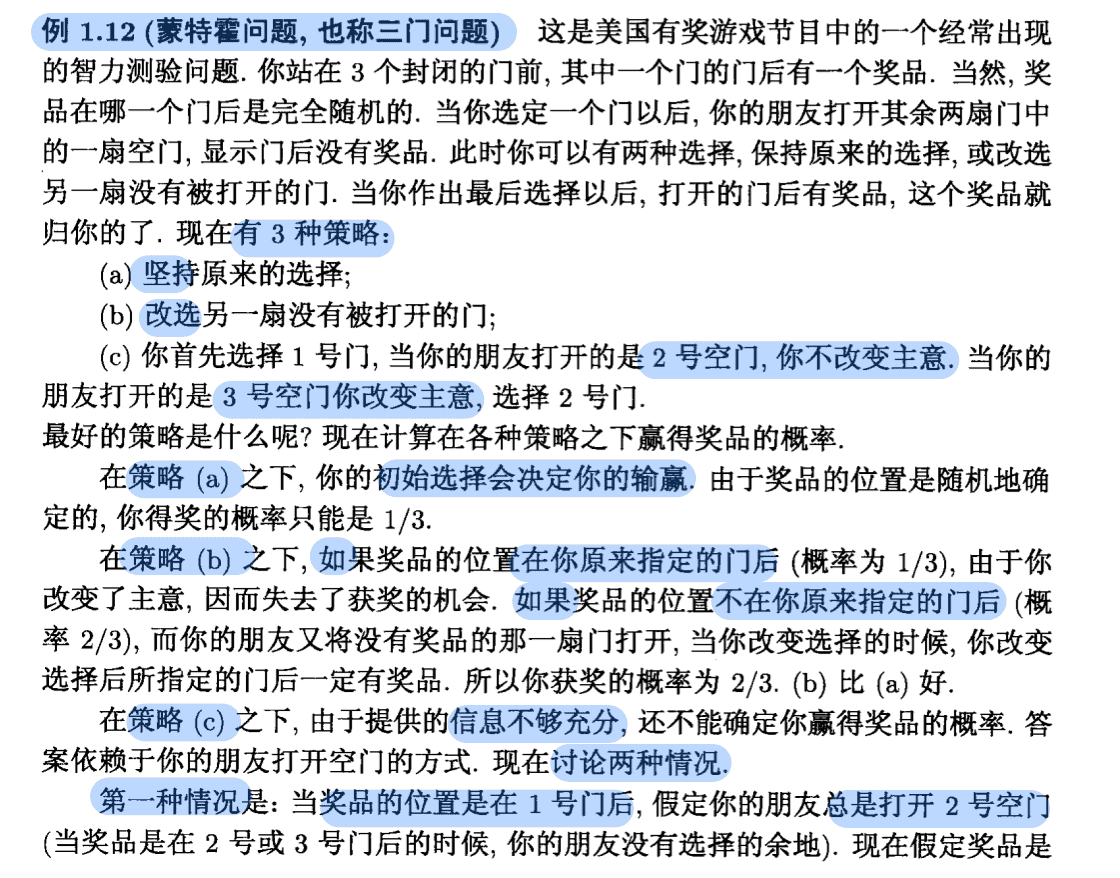 例 1.12 (蒙特霍问题, 也称三门问题) 这是美国有奖游戏节目中的一个经常出现
的智力测验问题. 你站在 3 个封闭的门前, 其中一个门的门后有一个奖品. 当然, 奖
品在哪一个门后是完全随机的. 当你选定一个门以后, 你的朋友打开其余两扇门中
的一扇空门, 显示门后没有奖品. 此时你可以有两种选择, 保持原来的选择, 或改选
另一扇没有被打开的门. 当你作出最后选择以后, 打开的门后有奖品, 这个奖品就
归你的了. 现在有 3 种策略:
(a) 坚持原来的选择;
(b) 改选另一扇没有被打开的门;
(c) 你首先选择 1 号门, 当你的朋友打开的是 2 号空门, 你不改变主意. 当你的
朋友打开的是 3 号空门你改变主意, 选择 2 号门.
最好的策略是什么呢? 现在计算在各种策略之下赢得奖品的概率.
在策略 (a) 之下, 你的初始选择会决定你的输赢. 由于奖品的位置是随机地确
定的, 你得奖的概率只能是 1/3.
在策略 (b) 之下, 如果奖品的位置在你原来指定的门后 (概率为 1/3), 由于你
改变了主意, 因而失去了获奖的机会. 如果奖品的位置不在你原来指定的门后 (概
率 2/3), 而你的朋友又将没有奖品的那一扇门打开, 当你改变选择的时候, 你改变
选择后所指定的门后一定有奖品. 所以你获奖的概率为 2/3. (b) 比 (a) 好.
在策略 (c) 之下, 由于提供的信息不够充分, 还不能确定你赢得奖品的概率. 答
案依赖于你的朋友打开空门的方式. 现在讨论两种情况.
第一种情况是: 当奖品的位置是在 1 号门后, 假定你的朋友总是打开 2 号空门
(当奖品是在 2 号或 3 号门后的时候, 你的朋友没有选择的余地). 现在假定奖品是